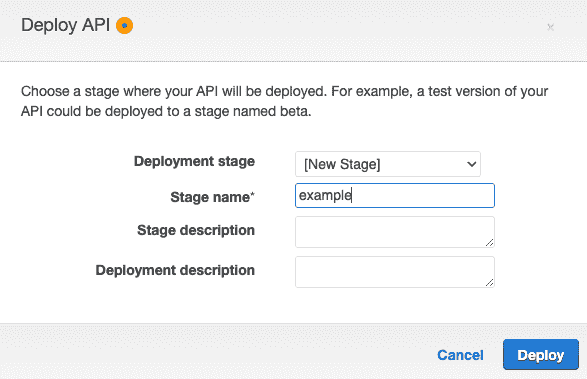 Deploy API
Choose a stage where your API will be deployed. For example, a test version of your
API could be deployed to a stage named beta.
Deployment stage [New Stage]
Stage name* example
Stage description
Deployment description
Cancel Deploy